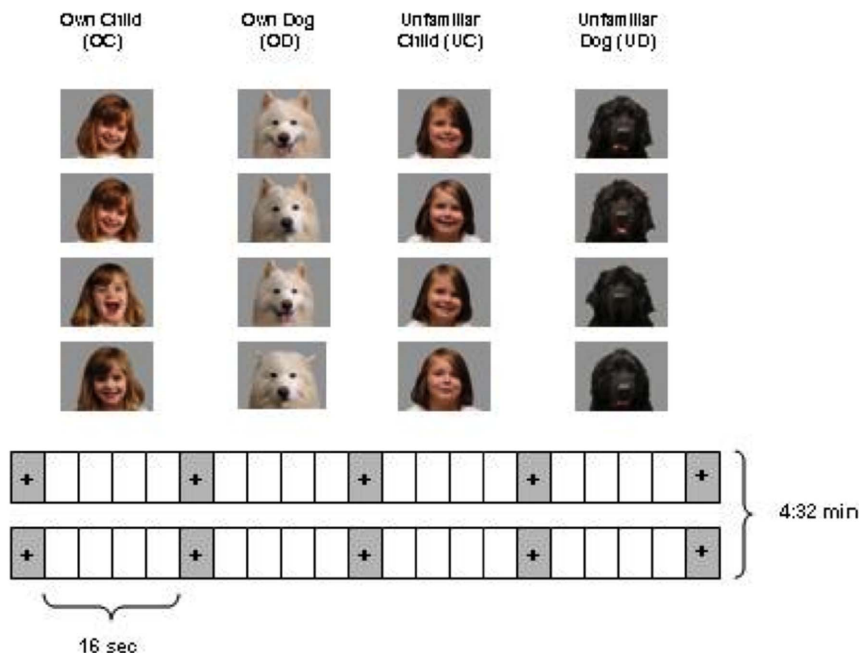 Own Child
(OC)
Own Dog
(OD)
Unfamiliar
Child (UC)
Unfamiliar
Dog (UD)
+ + + + +
+ + + + +
4:32 min
16 sec